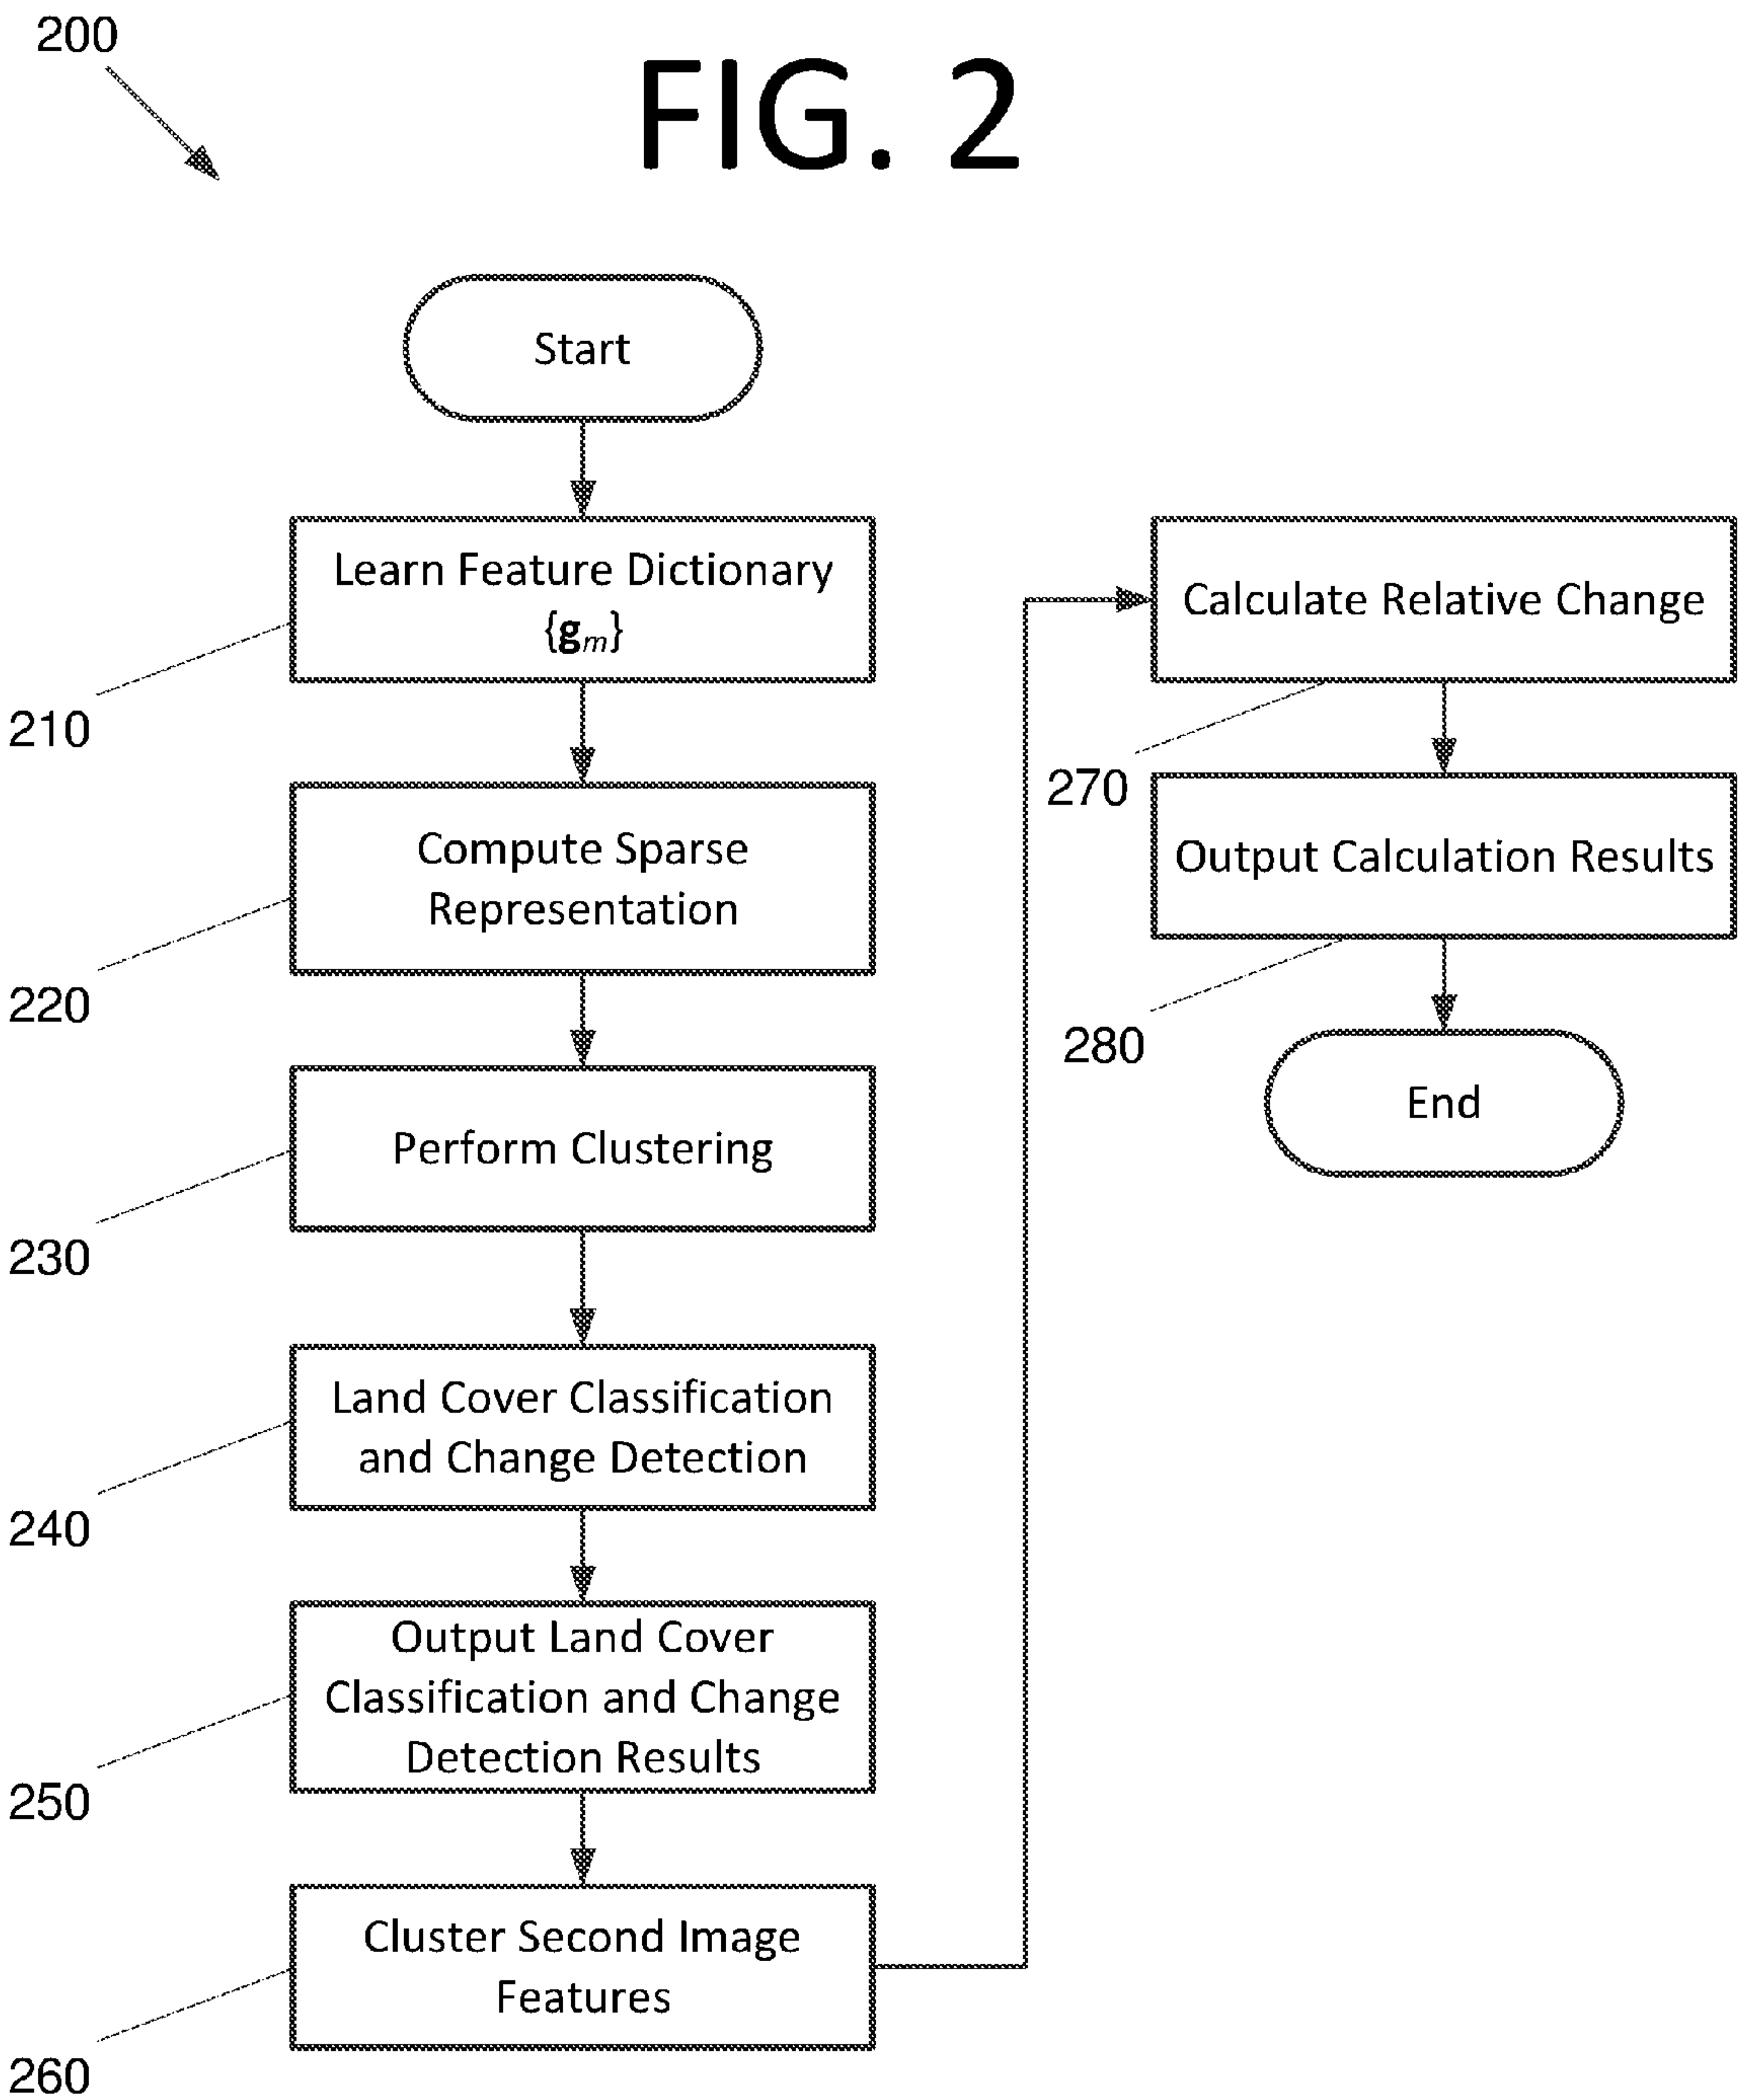 200
FIG. 2
Start
Learn Feature Dictionary
{gm}
210
Compute Sparse
Representation
220
Perform Clustering
230
Land Cover Classification
and Change Detection
240
Output Land Cover
Classification and Change
Detection Results
250
Cluster Second Image
Features
260
Calculate Relative Change
270
Output Calculation Results
280
End